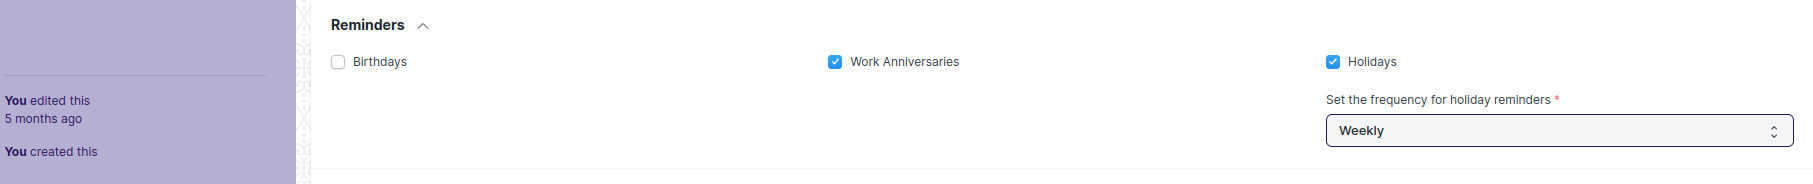 Reminders
Birthdays
Work Anniversaries
Holidays
Set the frequency for holiday reminders *
Weekly
You edited this
5 months ago
You created this